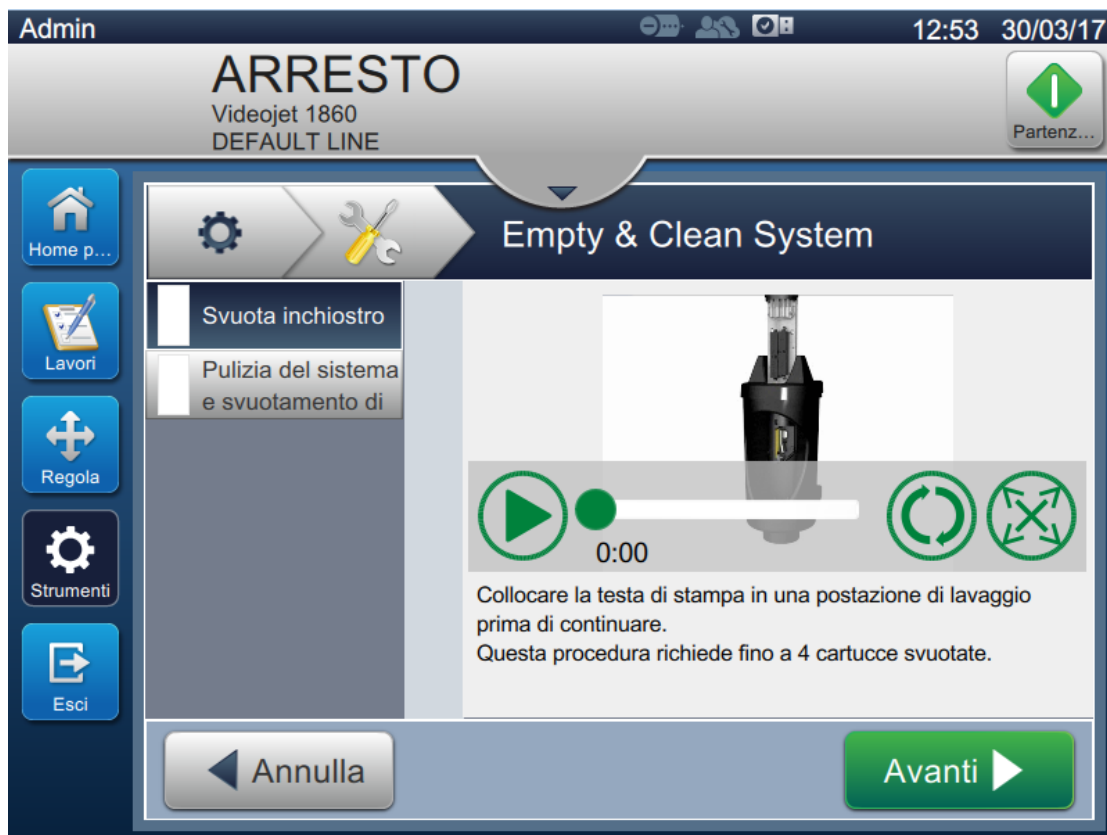 Admin
12:53 30/03/17
ARRESTO
Videojet 1860
DEFAULT LINE
Partenz...
Home p...
Lavori
Regola
Strumenti
Esci
Empty & Clean System
Svuota inchiostro
Pulizia del sistema
e svuotamento di
0:00
Collocare la testa di stampa in una postazione di lavaggio
prima di continuare.
Questa procedura richiede fino a 4 cartucce svuotate.
Annulla
Avanti